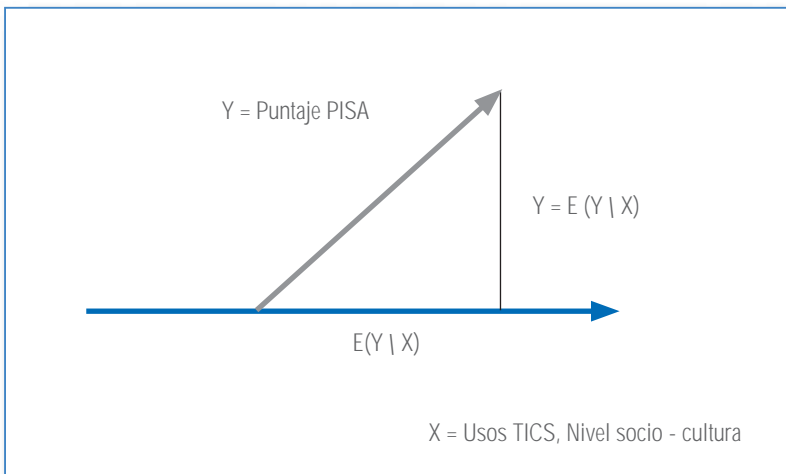 Y = Puntaje PISA
Y = E (Y \ X)
E(Y \ X)
X = Usos TICS, Nivel socio - cultura